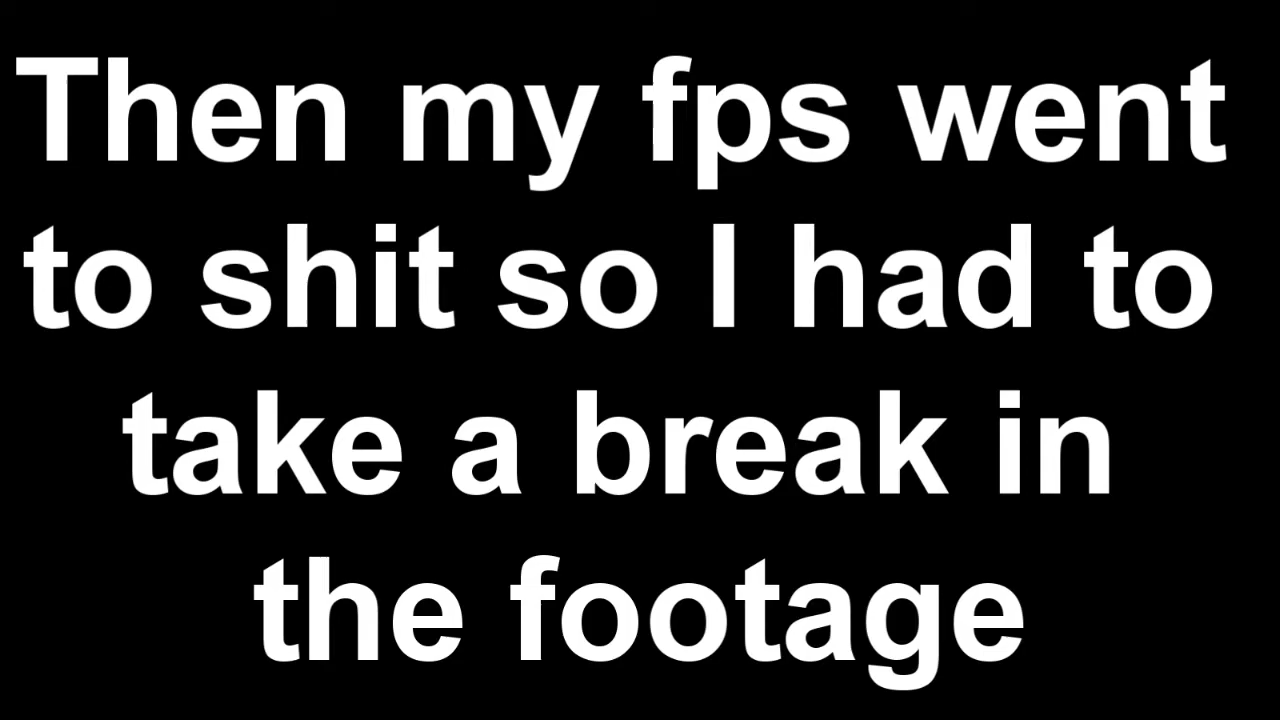 Then my fps went
to shit so I had to
take a break in
the footage